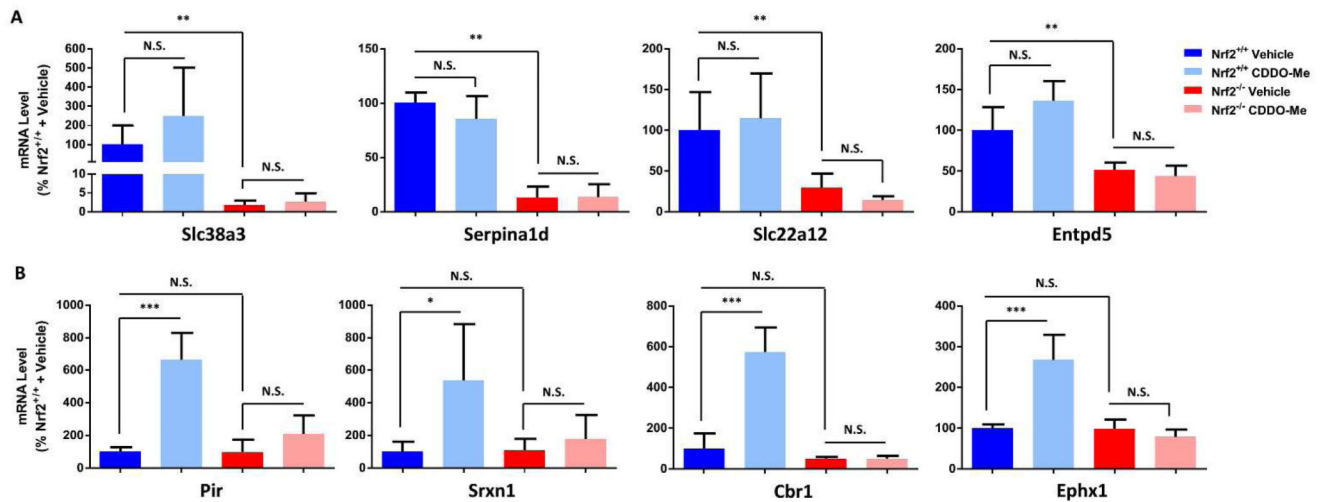 A
mRNA Level
(% Nrf2+/+ + Vehicle)
600
500
400
300
200
100
10
5
0
**
N.S.
N.S.
Slc38a3
150
100
50
0
**
N.S.
N.S.
Serpina1d
200
150
100
50
0
**
N.S.
N.S.
Slc22a12
200
150
100
50
0
**
N.S.
N.S.
Entpd5
Nrf2+/+ Vehicle
Nrf2+/+ CDDO-Me
Nrf2-/- Vehicle
Nrf2-/- CDDO-Me
B
mRNA Level
(% Nrf2+/+ + Vehicle)
1000
800
600
400
200
0
N.S.
***
N.S.
Pir
1000
800
600
400
200
0
N.S.
*
N.S.
Srxn1
800
600
400
200
0
N.S.
***
N.S.
Cbr1
400
300
200
100
0
N.S.
***
N.S.
Ephx1